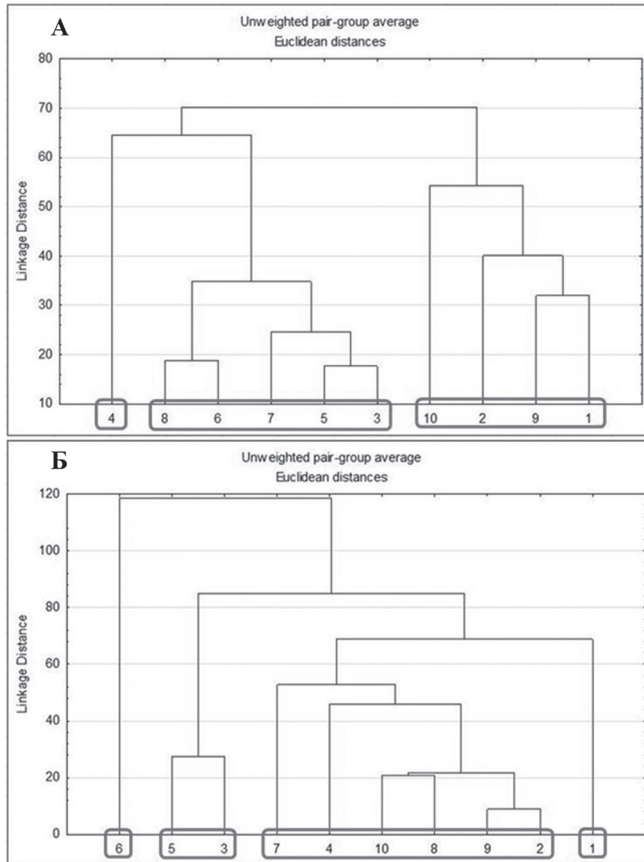 А
Unweighted pair-group average
Euclidean distances
80
70
60
50
40
30
20
10
Linkage Distance
4 8 6 7 5 3 10 2 9 1
Б
Unweighted pair-group average
Euclidean distances
120
100
80
60
40
20
0
Linkage Distance
6 5 3 7 4 10 8 9 2 1